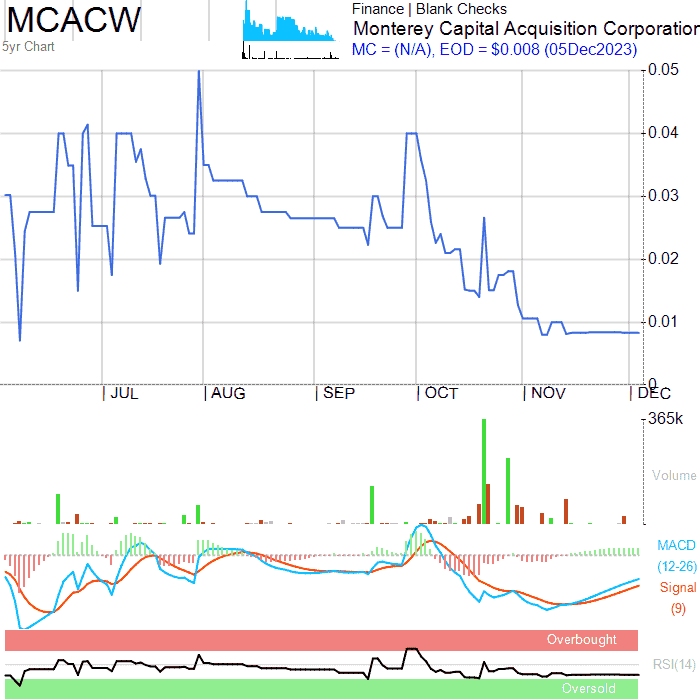 MCACW
5yr Chart
Finance | Blank Checks
Monterey Capital Acquisition Corporation
MC = (N/A), EOD = $0.008 (05Dec2023)
0.05
0.04
0.03
0.02
0.01
0
JUL AUG SEP OCT NOV DEC
365k
Volume
MACD
(12-26)
Signal
(9)
Overbought
RSI(14)
Oversold